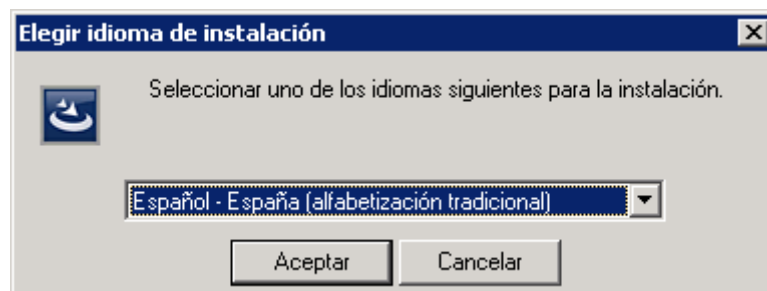 Elegir idioma de instalación
Seleccionar uno de los idiomas siguientes para la instalación.
Español - España (alfabetización tradicional)
Aceptar
Cancelar